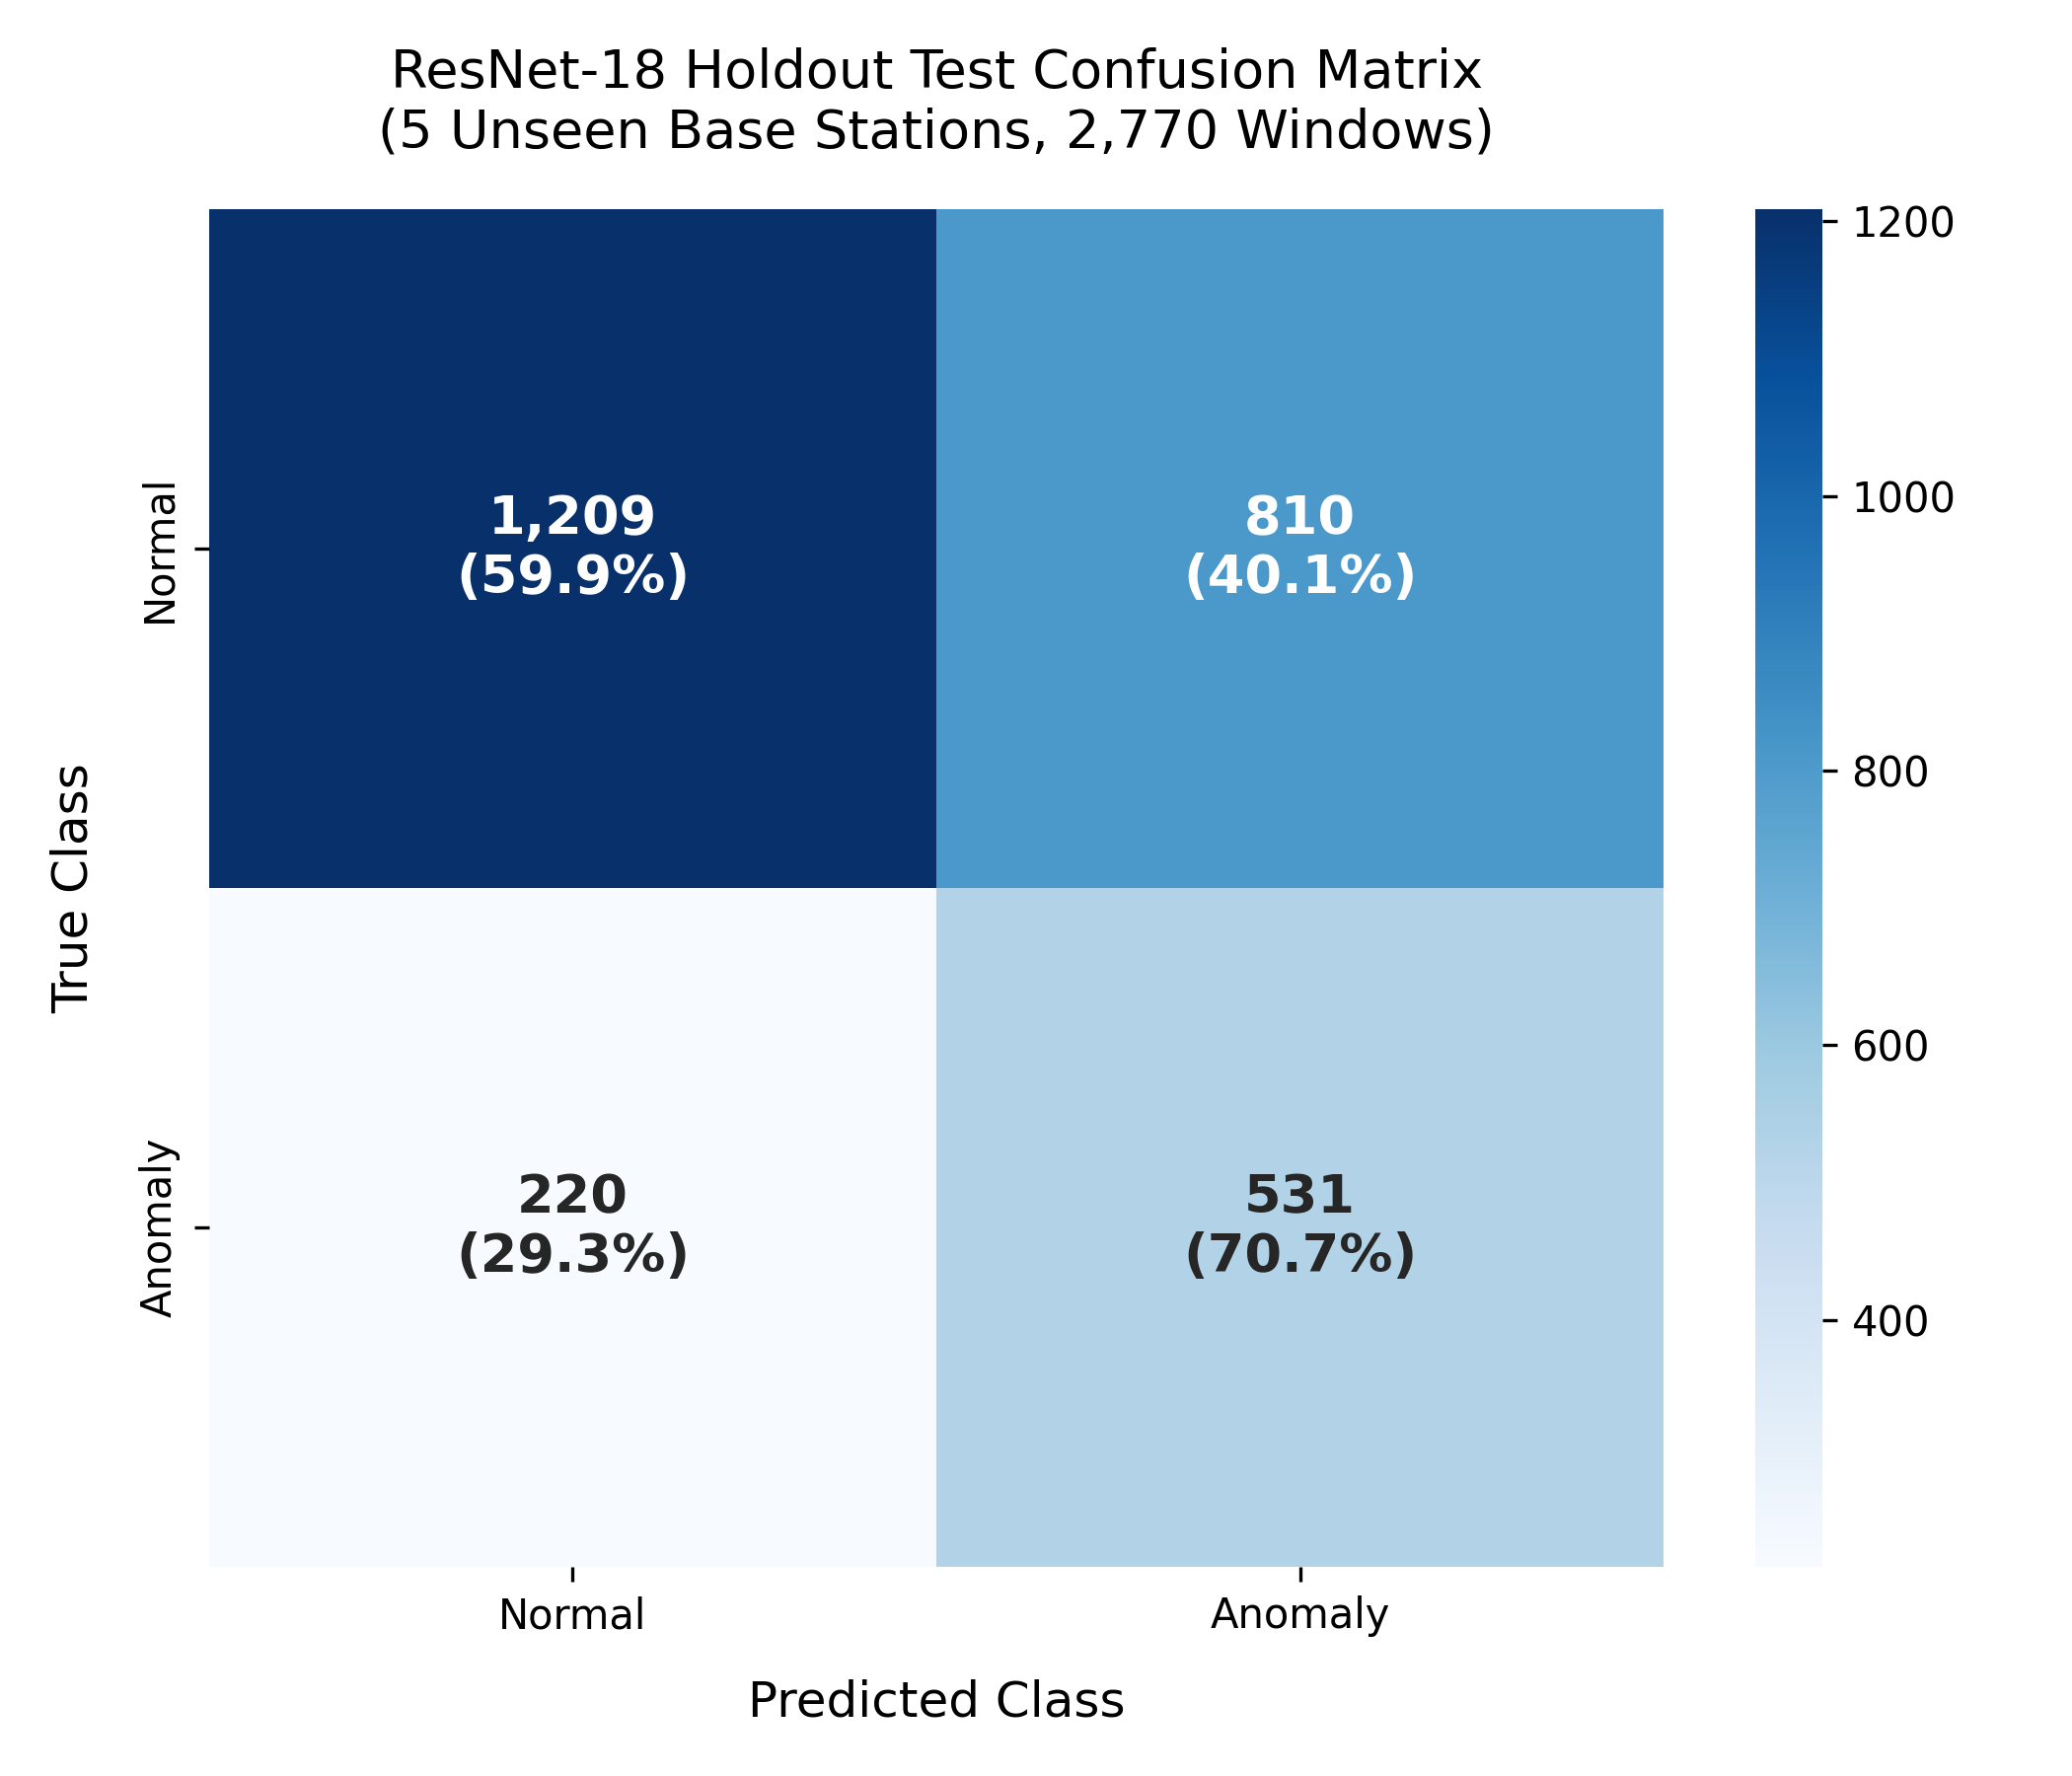 ResNet-18 Holdout Test Confusion Matrix
(5 Unseen Base Stations, 2,770 Windows)
True Class
Normal
1,209
(59.9%)
810
(40.1%)
Anomaly
220
(29.3%)
531
(70.7%)
Normal
Anomaly
Predicted Class
1200
1000
800
600
400